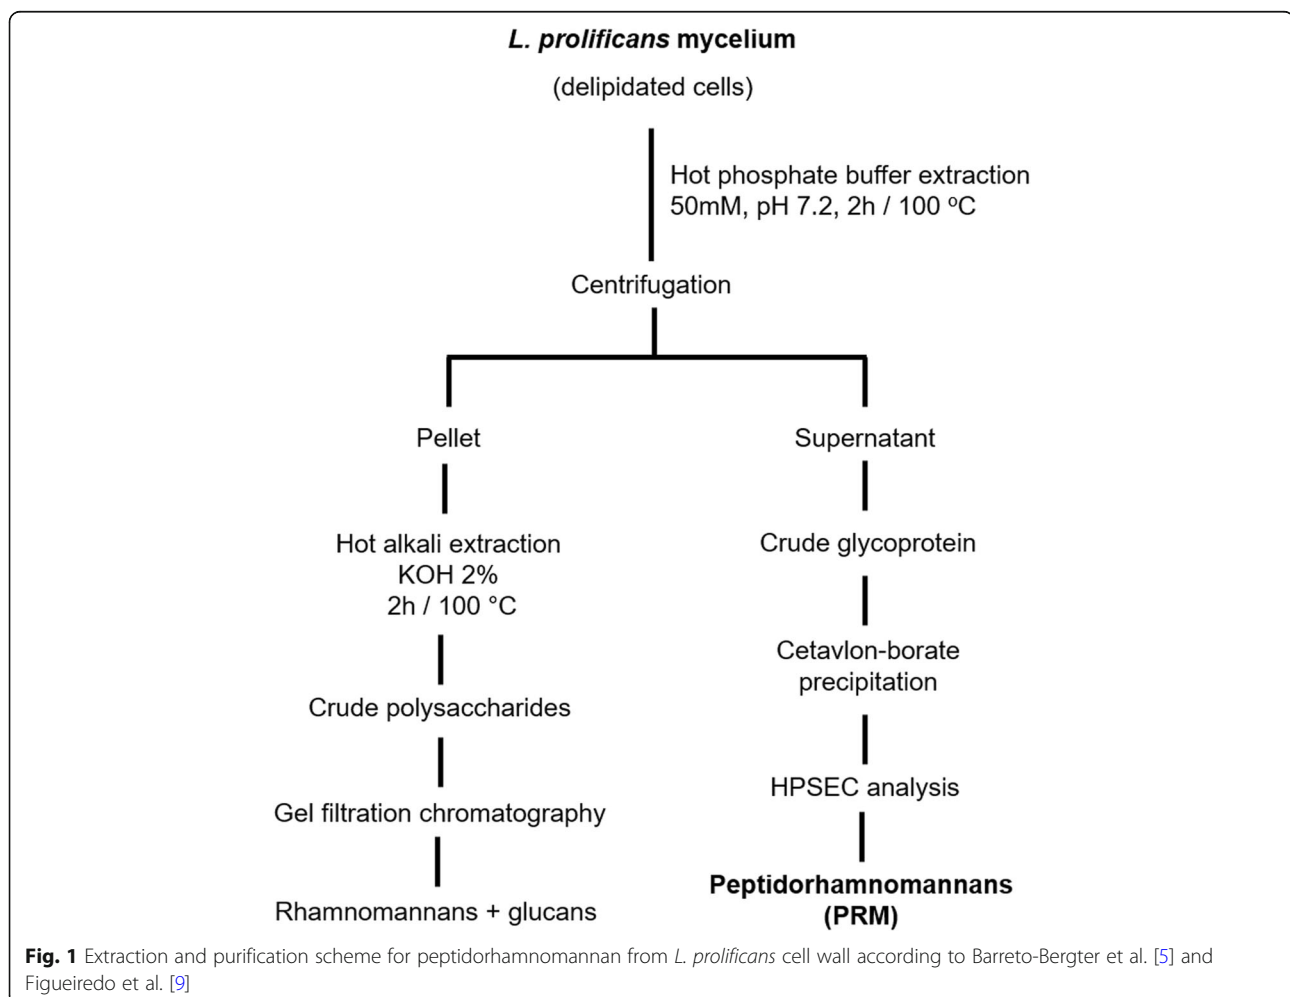 L. prolificans mycelium
(delipidated cells)
Hot phosphate buffer extraction
50mM, pH 7.2, 2h / 100 ºC
Centrifugation
Pellet
Supernatant
Hot alkali extraction
KOH 2%
2h / 100 °C
Crude glycoprotein
Cetavlon-borate
precipitation
Crude polysaccharides
HPSEC analysis
Gel filtration chromatography
Peptidorhamnomannans
(PRM)
Rhamnomannans + glucans
Fig. 1 Extraction and purification scheme for peptidorhamnomannan from L. prolificans cell wall according to Barreto-Bergter et al. [5] and
Figueiredo et al. [9]